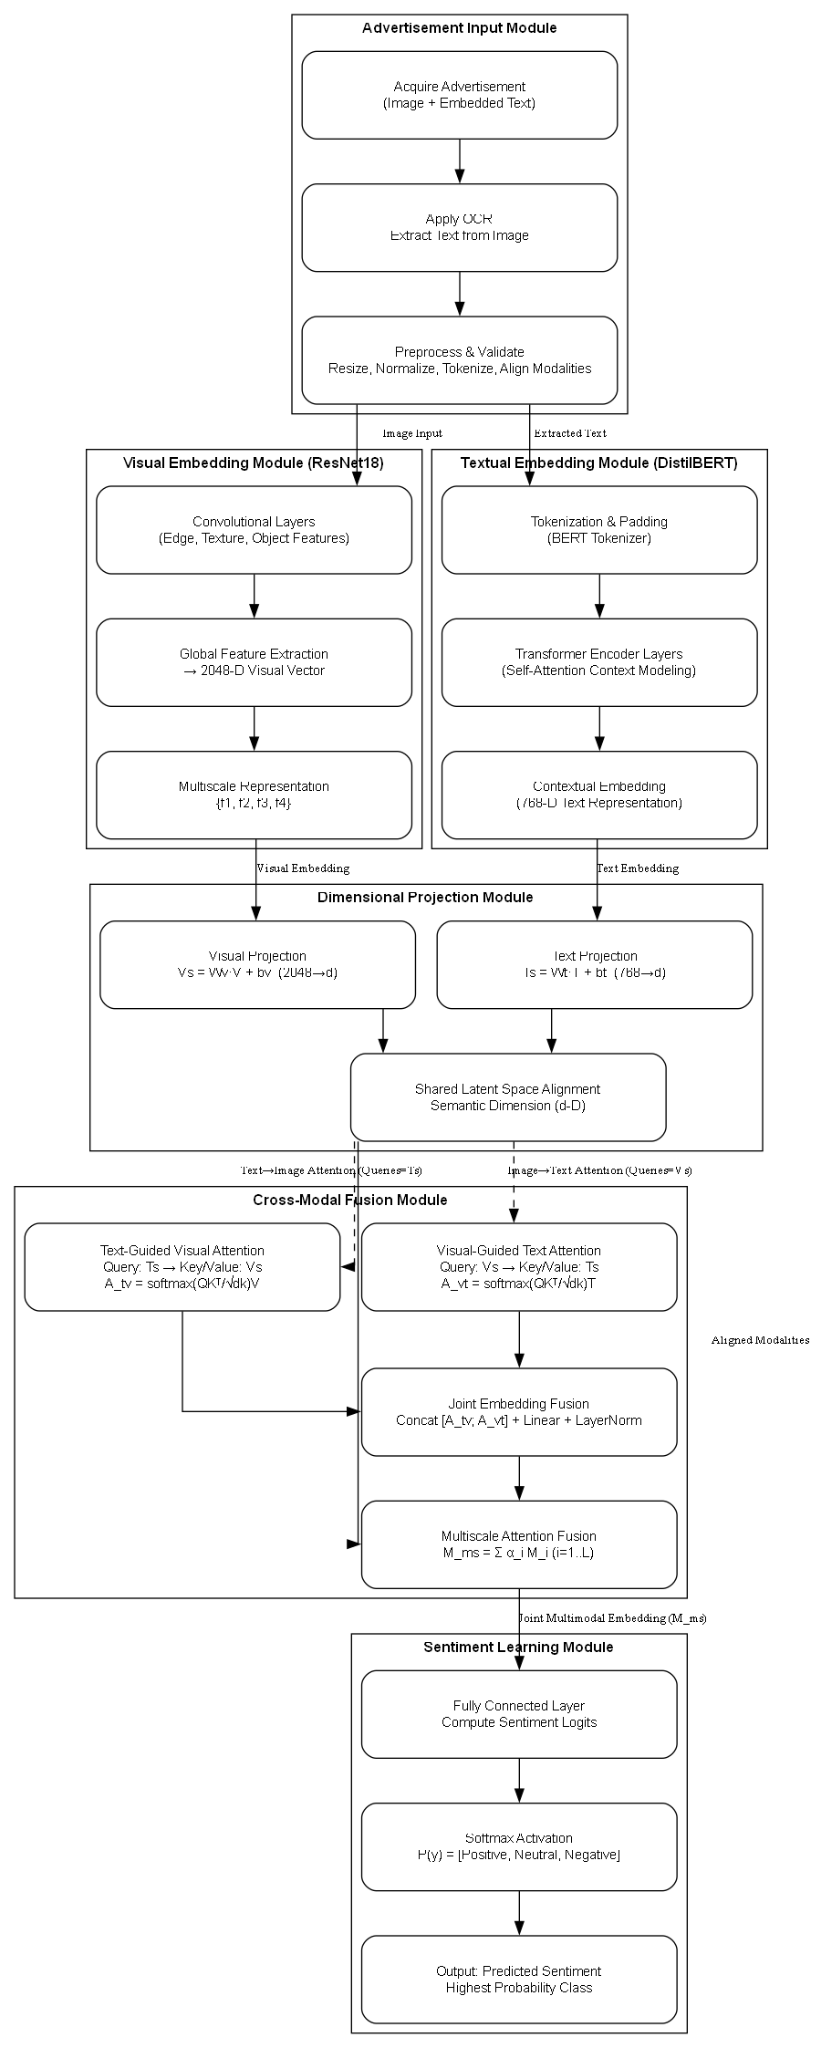 Advertisement Input Module
Acquire Advertisement
(Image + Embedded Text)
Apply OCR
Extract Text from Image
Preprocess & Validate
Resize, Normalize, Tokenize, Align Modalities
Image Input
Extracted Text
Visual Embedding Module (ResNet18)
Convolutional Layers
(Edge, Texture, Object Features)
Global Feature Extraction
→ 2048-D Visual Vector
Multiscale Representation
{f1, f2, f3, f4}
Textual Embedding Module (DistilBERT)
Tokenization & Padding
(BERT Tokenizer)
Transformer Encoder Layers
(Self-Attention Context Modeling)
Contextual Embedding
(768-D Text Representation)
Visual Embedding
Text Embedding
Dimensional Projection Module
Visual Projection
Vs = Wv·V + bv (2048→d)
Text Projection
Ts = Wt·T + bt (768→d)
Shared Latent Space Alignment
Semantic Dimension (d-D)
Text→Image Attention (Queries=Ts)
Image→Text Attention (Queries=Vs)
Cross-Modal Fusion Module
Text-Guided Visual Attention
Query: Ts → Key/Value: Vs
A_tv = softmax(QKᵀ/√dk)V
Visual-Guided Text Attention
Query: Vs → Key/Value: Ts
A_vt = softmax(QKᵀ/√dk)T
Aligned Modalities
Joint Embedding Fusion
Concat [A_tv; A_vt] + Linear + LayerNorm
Multiscale Attention Fusion
M_ms = Σ α_i M_i (i=1..L)
Joint Multimodal Embedding (M_ms)
Sentiment Learning Module
Fully Connected Layer
Compute Sentiment Logits
Softmax Activation
P(y) = [Positive, Neutral, Negative]
Output: Predicted Sentiment
Highest Probability Class